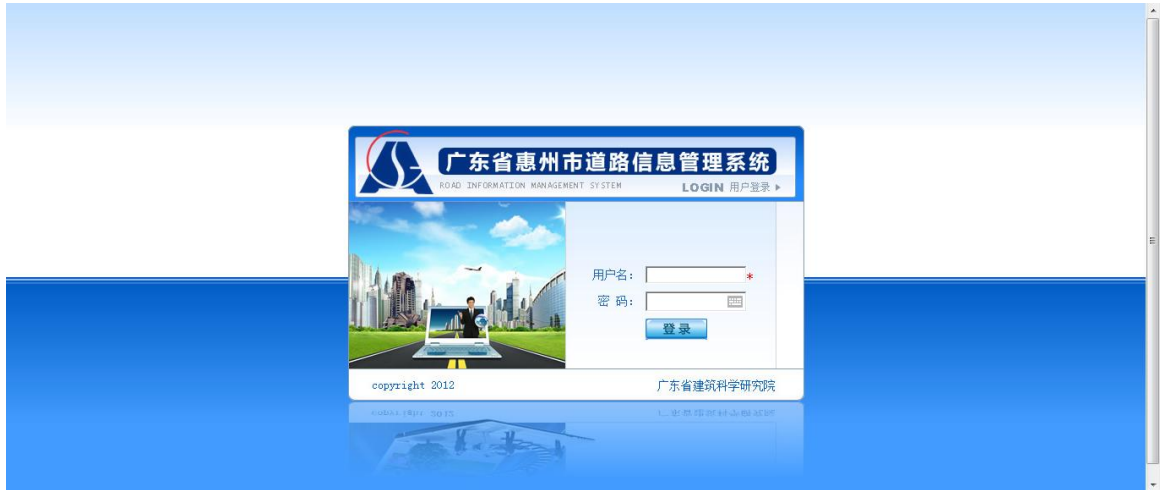 广东省惠州市道路信息管理系统
ROAD INFORMATION MANAGEMENT SYSTEM
LOGIN 用户登录
用户名： *
密 码：
登录
copyright 2012 广东省建筑科学研究院